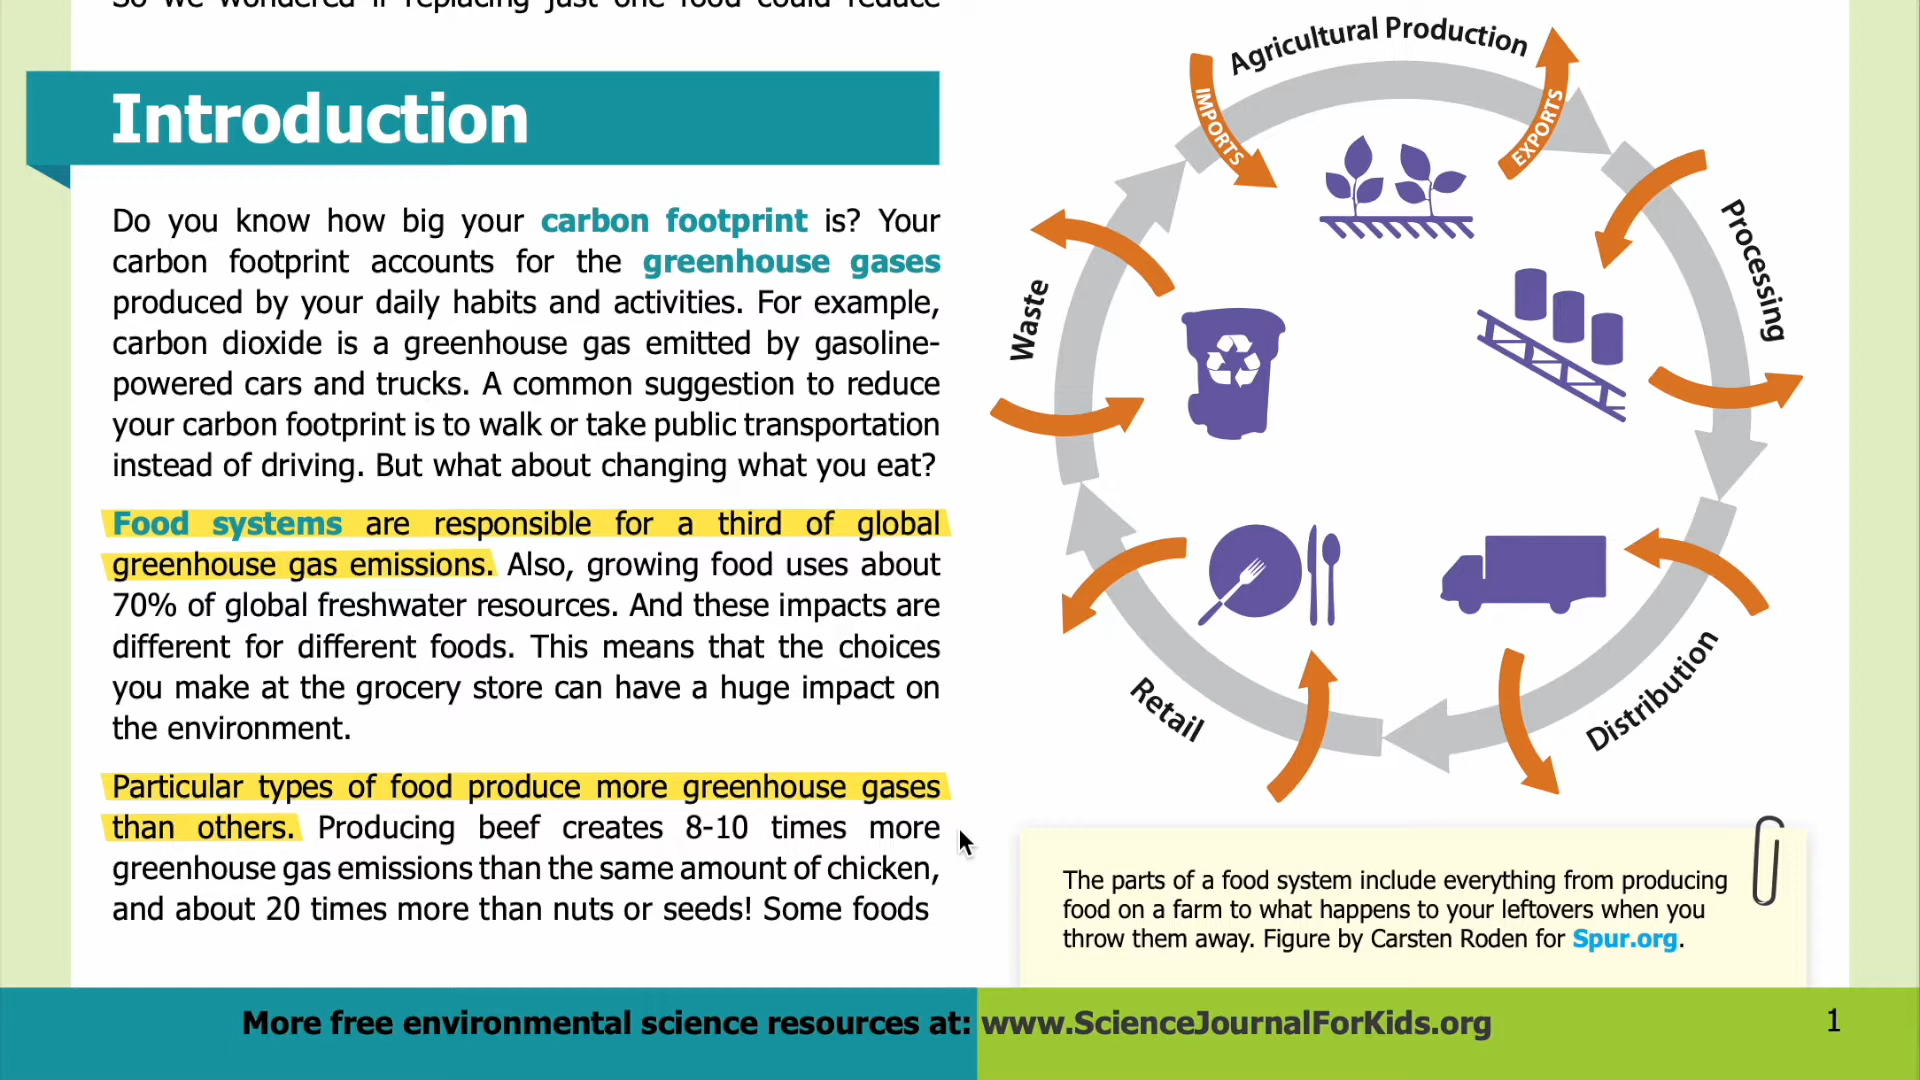 So we wondered if replacing just one food could reduce
Introduction
Do you know how big your carbon footprint is? Your
carbon footprint accounts for the greenhouse gases
produced by your daily habits and activities. For example,
carbon dioxide is a greenhouse gas emitted by gasoline-
powered cars and trucks. A common suggestion to reduce
your carbon footprint is to walk or take public transportation
instead of driving. But what about changing what you eat?
Food systems are responsible for a third of global
greenhouse gas emissions. Also, growing food uses about
70% of global freshwater resources. And these impacts are
different for different foods. This means that the choices
you make at the grocery store can have a huge impact on
the environment.
Particular types of food produce more greenhouse gases
than others. Producing beef creates 8-10 times more
greenhouse gas emissions than the same amount of chicken,
and about 20 times more than nuts or seeds! Some foods
Agricultural Production
IMPORTS
EXPORTS
Processing
Waste
Retail
Distribution
The parts of a food system include everything from producing
food on a farm to what happens to your leftovers when you
throw them away. Figure by Carsten Roden for Spur.org.
More free environmental science resources at: www.ScienceJournalForKids.org
1